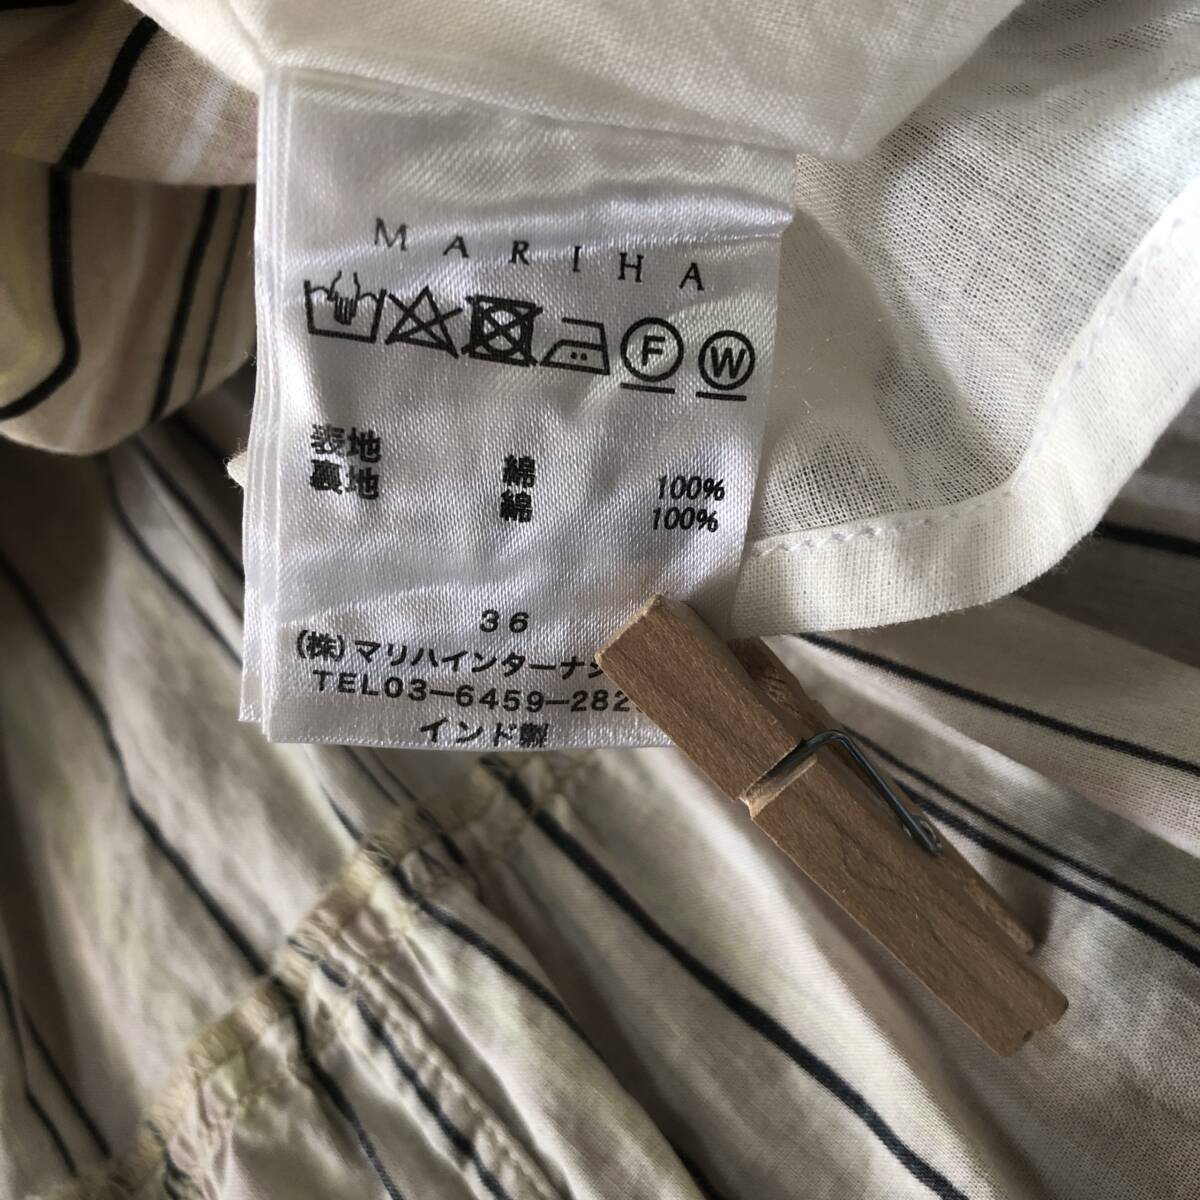 MARIHA
F W
表地 綿 100%
裏地 綿 100%
36
(株)マリハインターナ
TEL03-6459-282
インド製